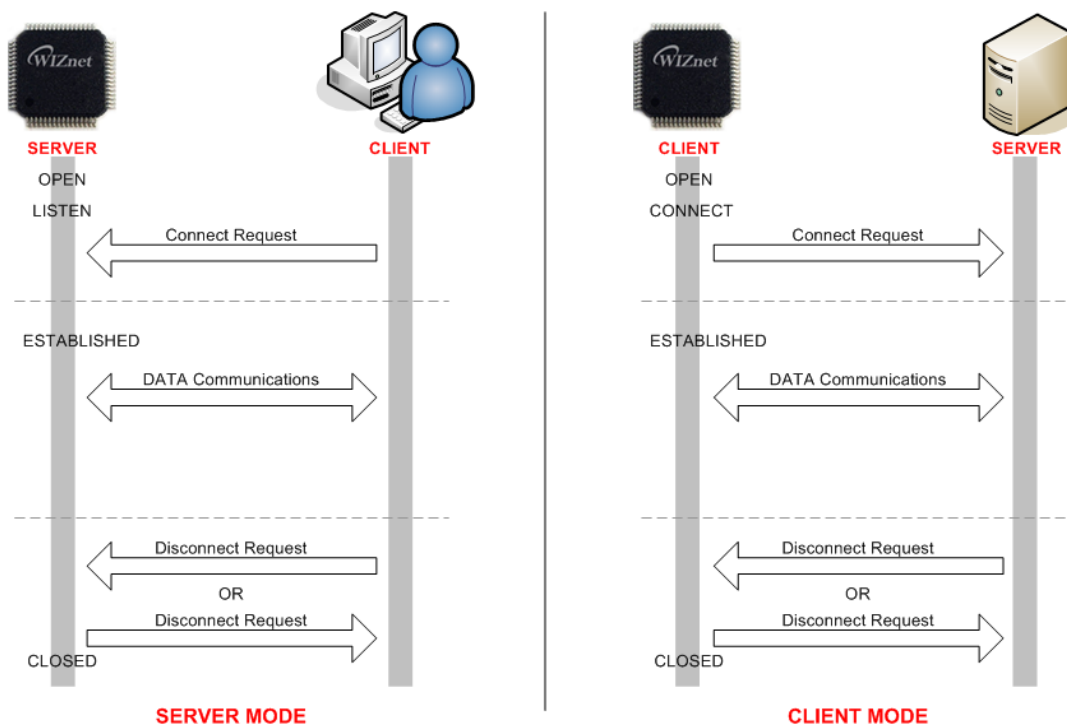 WIZnet
SERVER
CLIENT
OPEN
LISTEN
Connect Request
ESTABLISHED
DATA Communications
Disconnect Request
OR
Disconnect Request
CLOSED
SERVER MODE
WIZnet
CLIENT
SERVER
OPEN
CONNECT
Connect Request
ESTABLISHED
DATA Communications
Disconnect Request
OR
Disconnect Request
CLOSED
CLIENT MODE